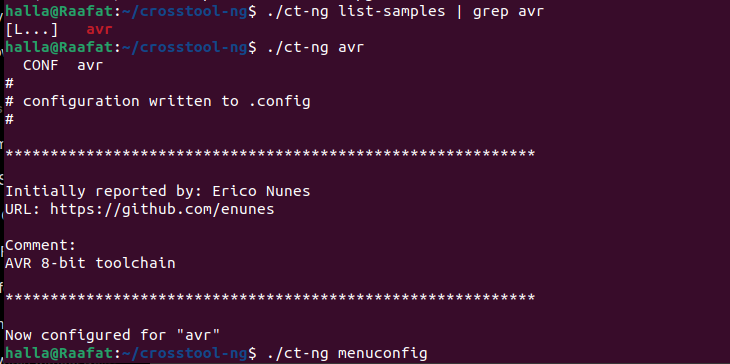 halla@Raafat:~/crosstool-ng$ ./ct-ng list-samples | grep avr
[L...]   avr
halla@Raafat:~/crosstool-ng$ ./ct-ng avr
  CONF  avr
#
# configuration written to .config
#

***********************************************************

Initially reported by: Erico Nunes
URL: https://github.com/enunes

Comment:
AVR 8-bit toolchain

***********************************************************

Now configured for "avr"
halla@Raafat:~/crosstool-ng$ ./ct-ng menuconfig